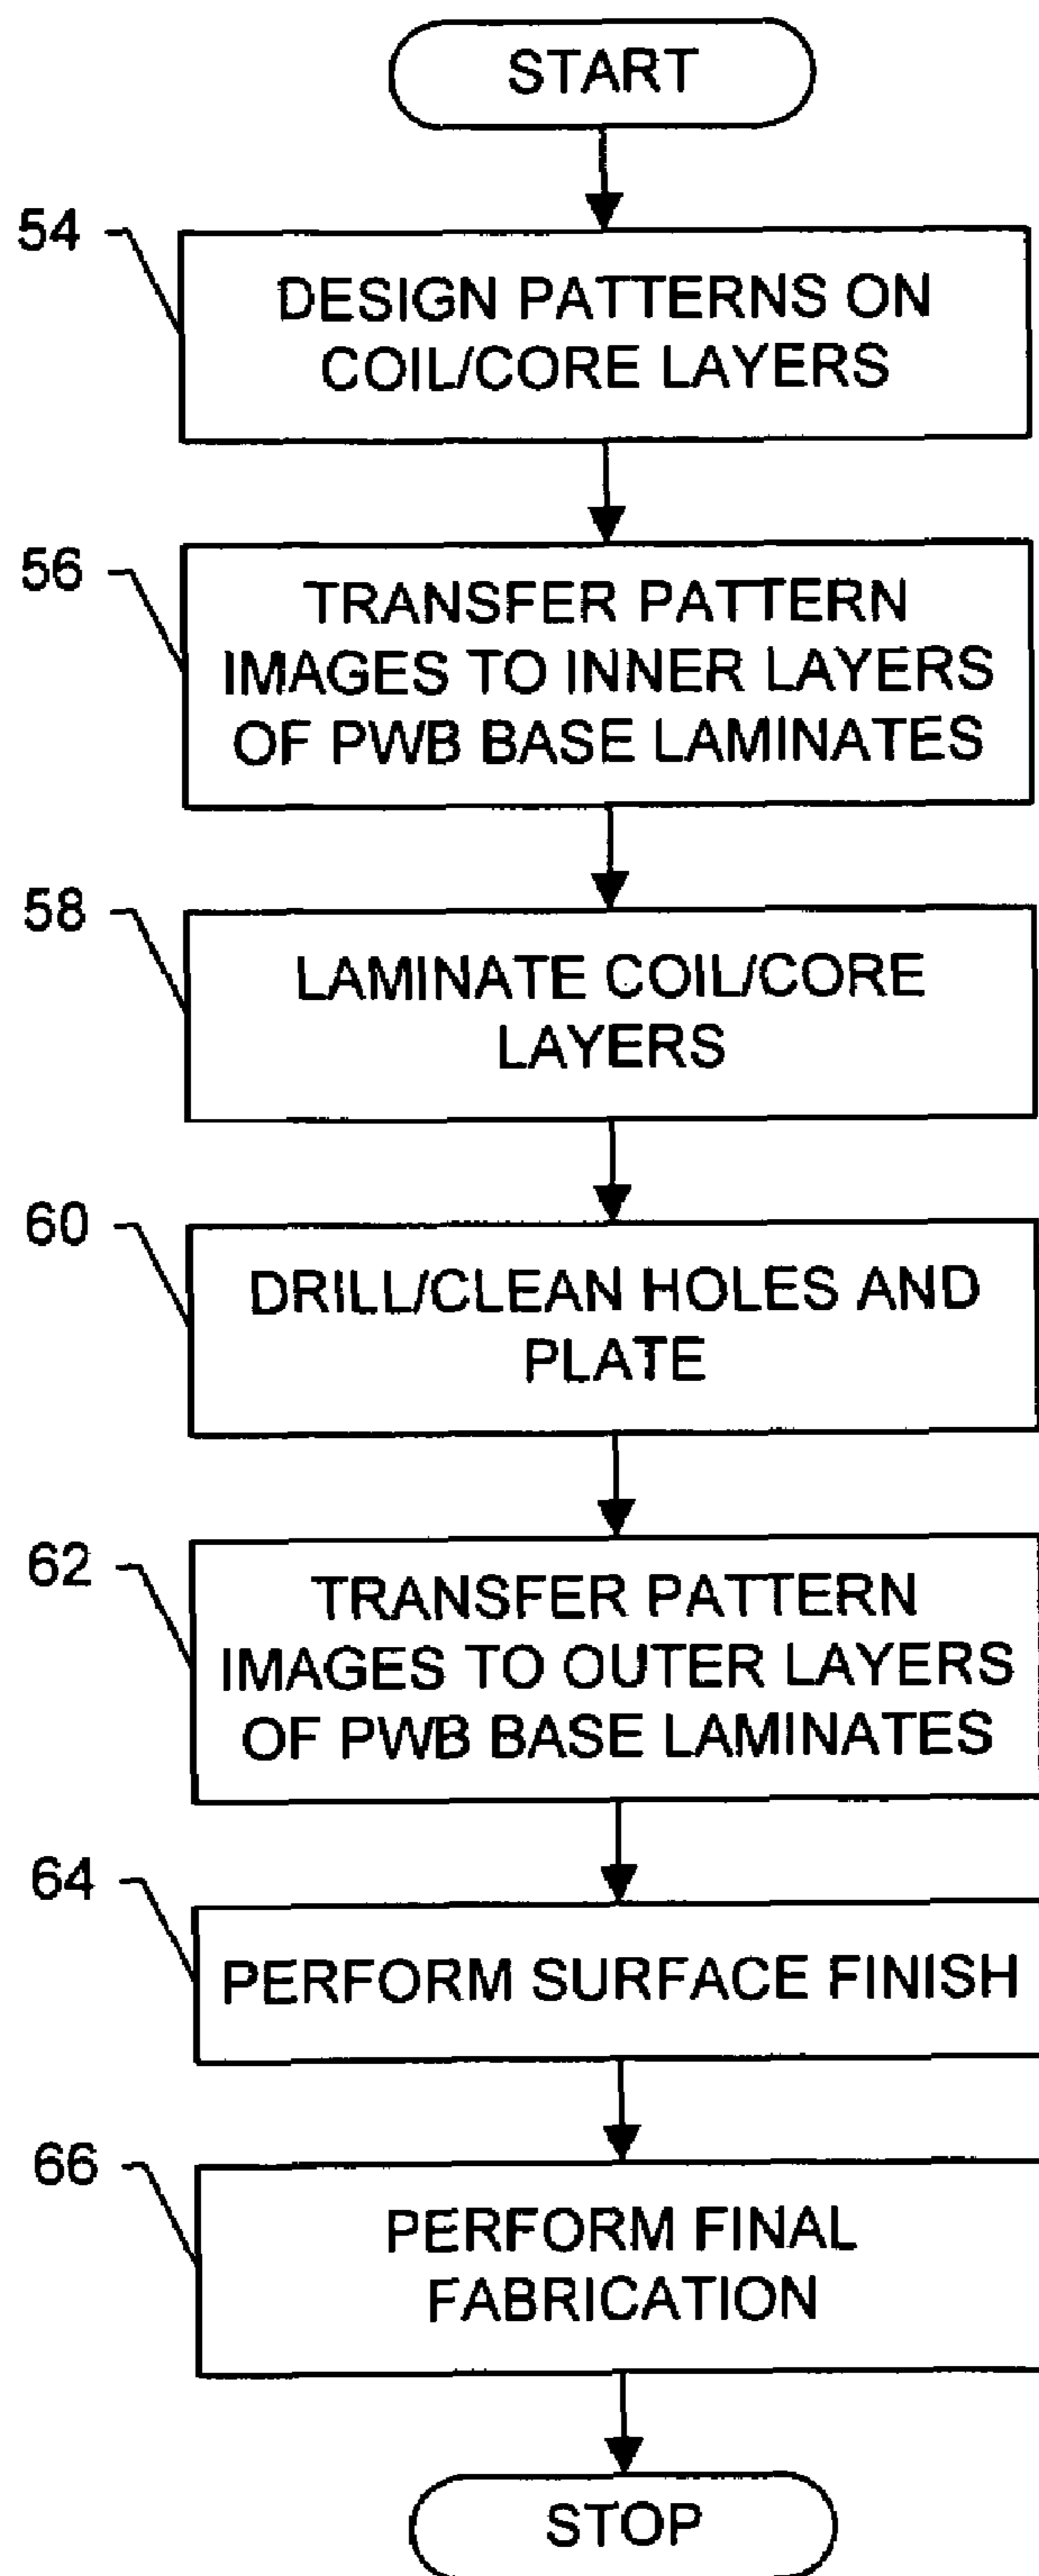 START
54
DESIGN PATTERNS ON
COIL/CORE LAYERS
56
TRANSFER PATTERN
IMAGES TO INNER LAYERS
OF PWB BASE LAMINATES
58
LAMINATE COIL/CORE
LAYERS
60
DRILL/CLEAN HOLES AND
PLATE
62
TRANSFER PATTERN
IMAGES TO OUTER LAYERS
OF PWB BASE LAMINATES
64
PERFORM SURFACE FINISH
66
PERFORM FINAL
FABRICATION
STOP